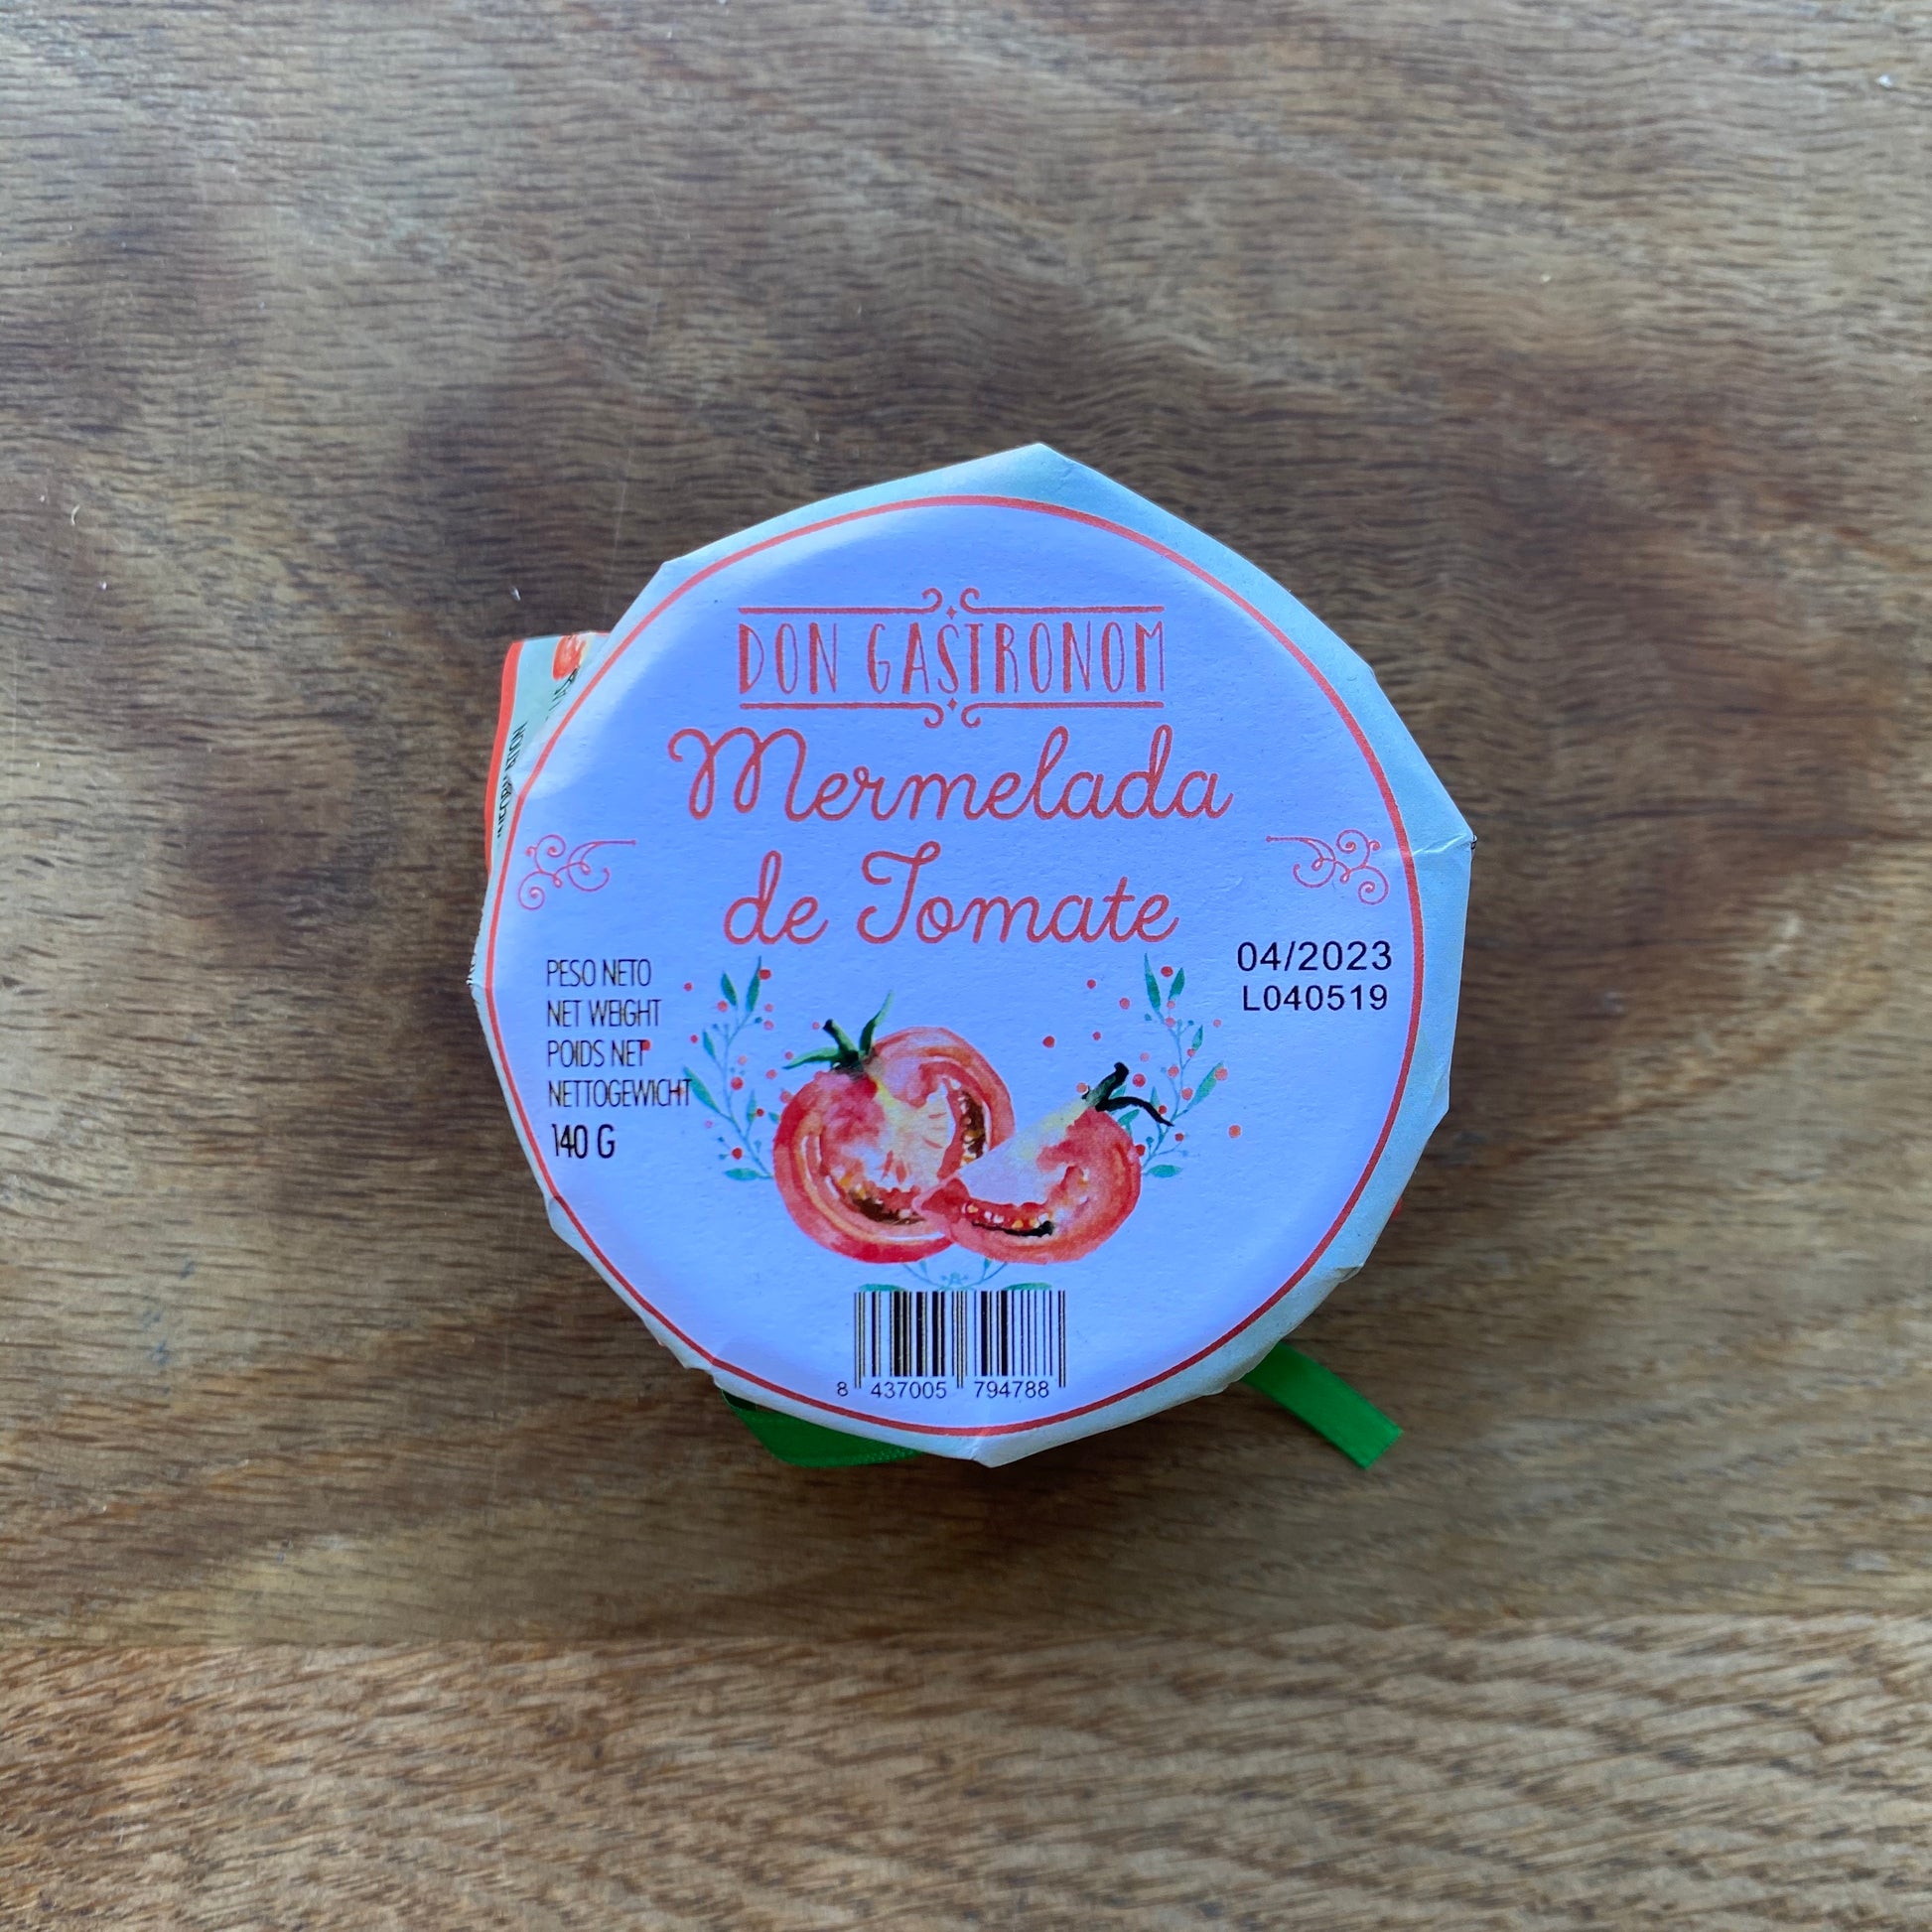 DON GASTRONOM
Mermelada
de Tomate
PESO NETO
NET WEIGHT
POIDS NET
NETTOGEWICHT
140 G
04/2023
L040519
8 437005 794788